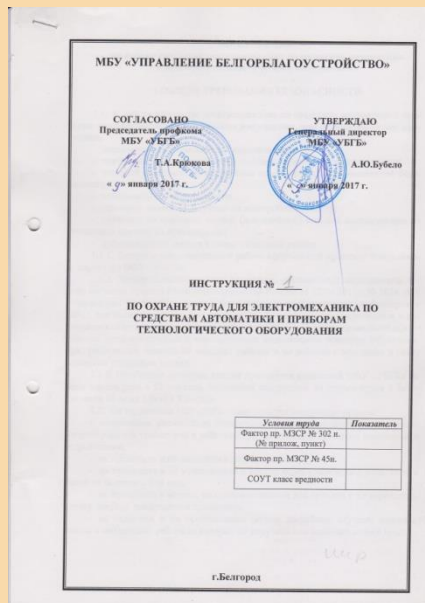 МБУ «УПРАВЛЕНИЕ БЕЛГОРБЛАГОУСТРОЙСТВО»
СОГЛАСОВАНО
Председатель профкома
МБУ «УБГБ»
Т.А.Крюкова
« 9» января 2017 г.
УТВЕРЖДАЮ
Генеральный директор
МБУ «УБГБ»
А.Ю.Бубело
« 9» января 2017 г.
ИНСТРУКЦИЯ № 1
ПО ОХРАНЕ ТРУДА ДЛЯ ЭЛЕКТРОМЕХАНИКА ПО
СРЕДСТВАМ АВТОМАТИКИ И ПРИБОРАМ
ТЕХНОЛОГИЧЕСКОГО ОБОРУДОВАНИЯ
Условия труда Показатель
Фактор пр. МЗСР № 302 н.
(№ прилож, пункт)
Фактор пр. МЗСР № 45н.
СОУТ класс вредности
г.Белгород